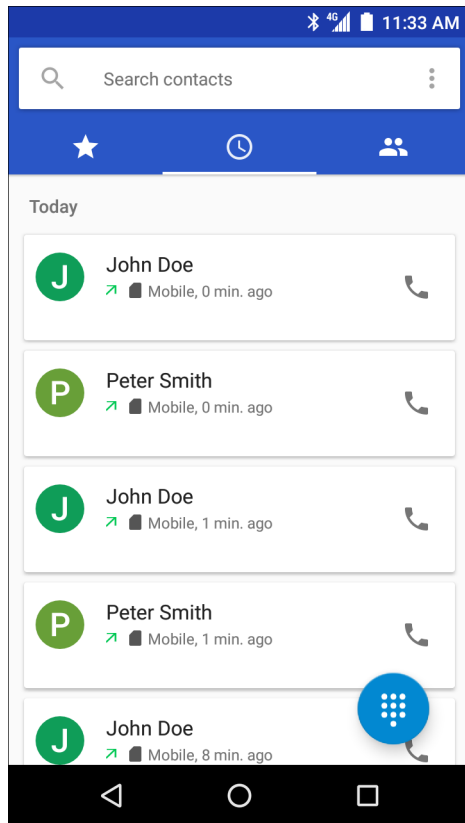 4G 11:33 AM
Search contacts
Today
J
John Doe
Mobile, 0 min. ago
P
Peter Smith
Mobile, 0 min. ago
J
John Doe
Mobile, 1 min. ago
P
Peter Smith
Mobile, 1 min. ago
J
John Doe
Mobile, 8 min. ago